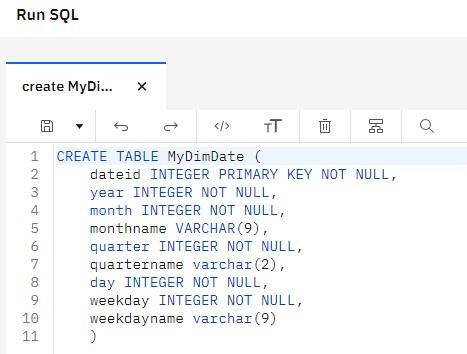 Run SQL
create MyDi... ×
</> TT
1 CREATE TABLE MyDimDate (
2 dateid INTEGER PRIMARY KEY NOT NULL,
3 year INTEGER NOT NULL,
4 month INTEGER NOT NULL,
5 monthname VARCHAR(9),
6 quarter INTEGER NOT NULL,
7 quartername varchar(2),
8 day INTEGER NOT NULL,
9 weekday INTEGER NOT NULL,
10 weekdayname varchar(9)
11 )